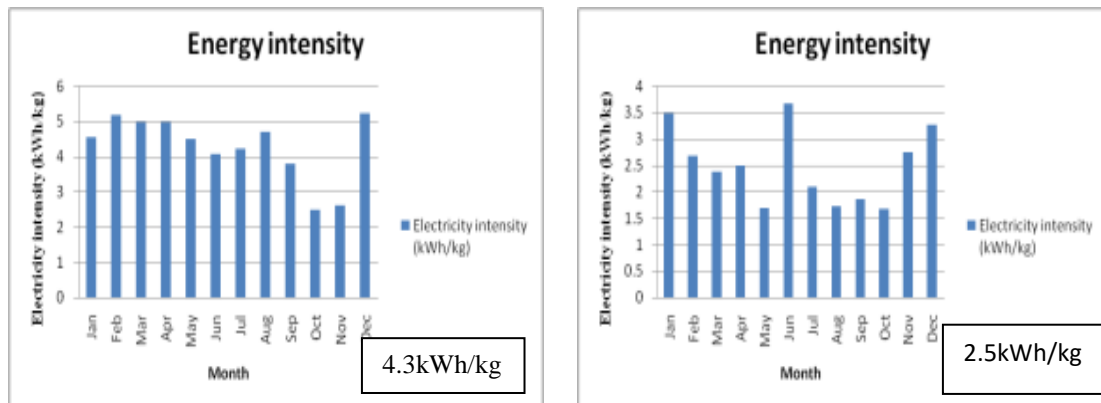 Energy intensity
Electricity intensity (kWh/kg)
6
5
4
3
2
1
0
Jan
Feb
Mar
Apr
May
Jun
Jul
Aug
Sep
Oct
Nov
Dec
Month
Electricity intensity
(kWh/kg)
4.3kWh/kg
Energy intensity
Electricity intensity (kWh/kg)
4
3.5
3
2.5
2
1.5
1
0.5
0
Jan
Feb
Mar
Apr
May
Jun
Jul
Aug
Sep
Oct
Nov
Dec
Month
Electricity intensity
(kWh/kg)
2.5kWh/kg